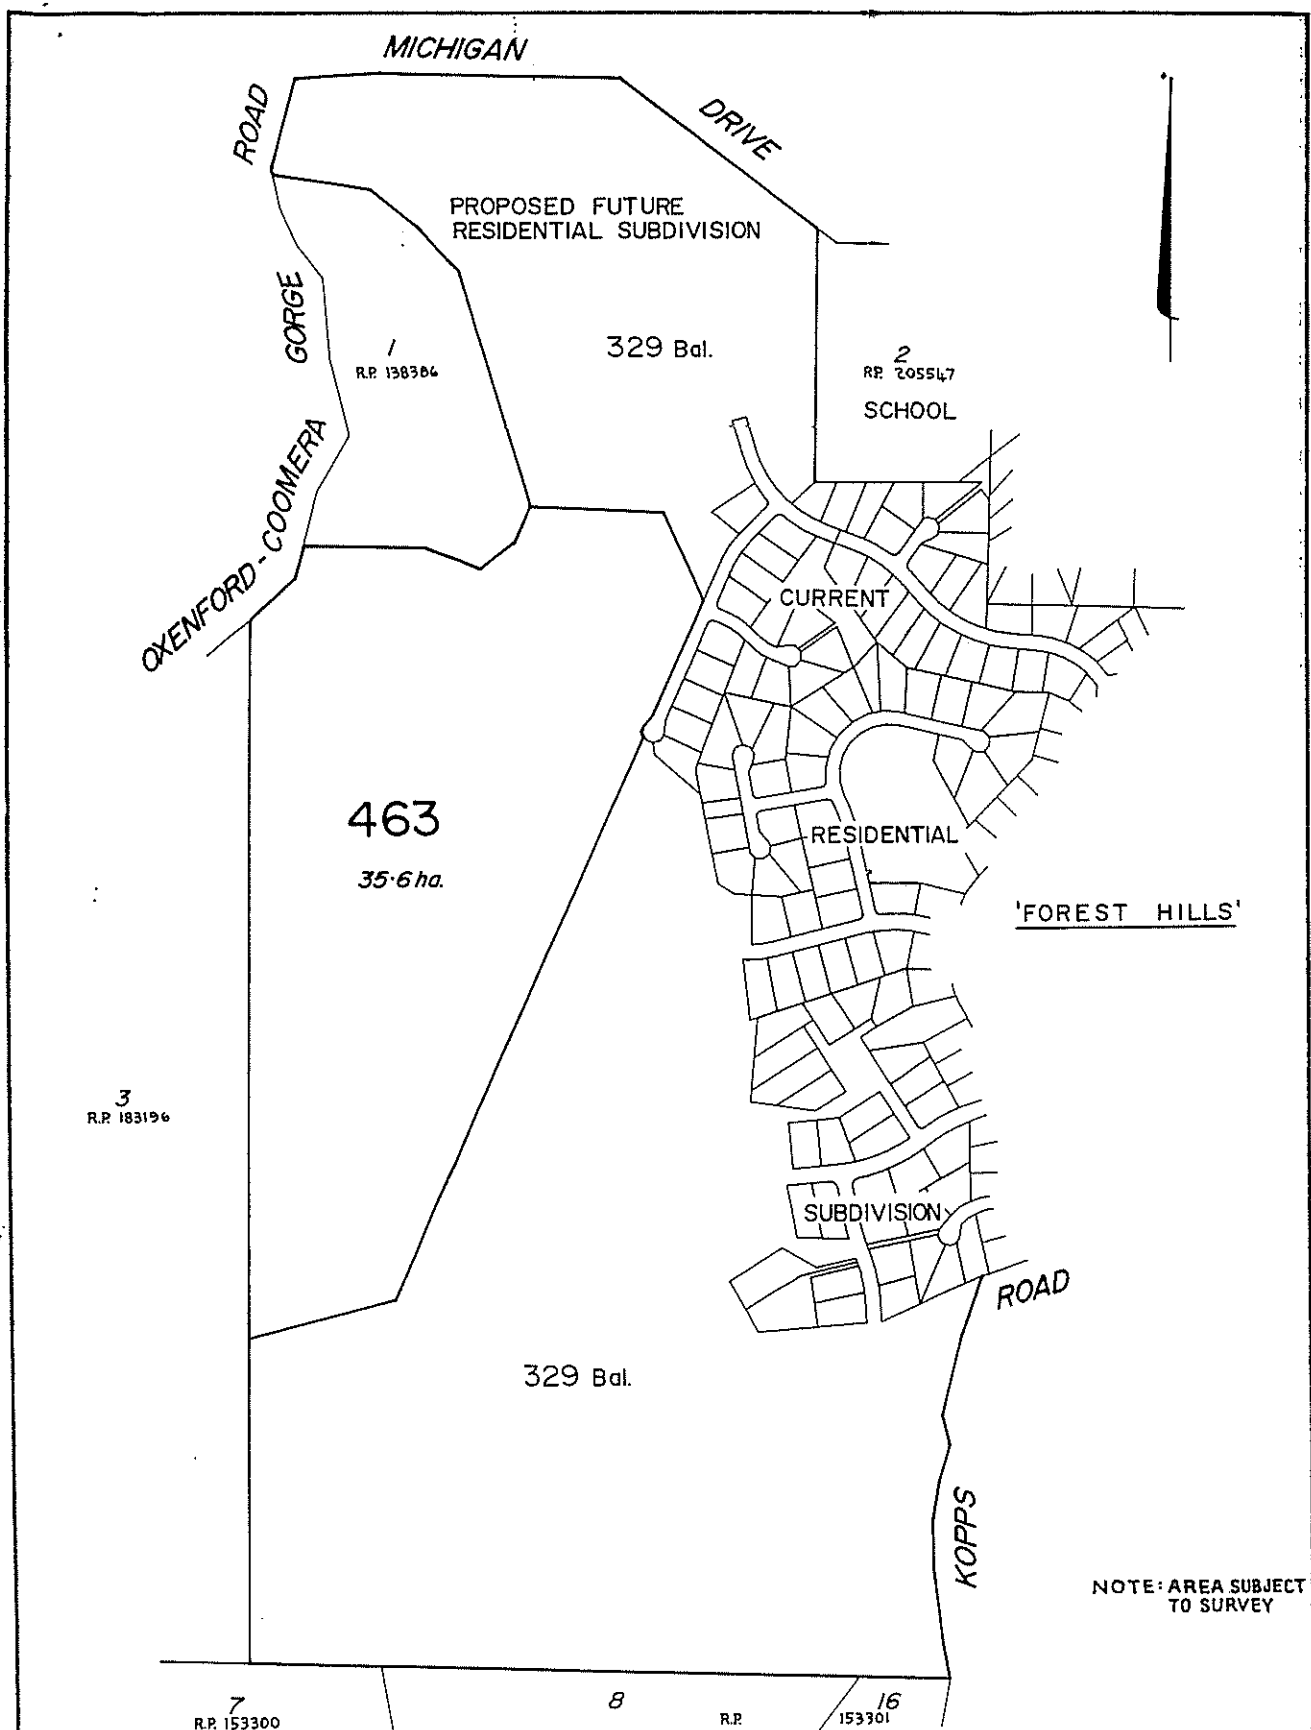 MICHIGAN
DRIVE
ROAD
PROPOSED FUTURE
RESIDENTIAL SUBDIVISION
GORGE
1
R.P. 138386
329 Bal.
2
RP. 205547
SCHOOL
OXENFORD-COOMERA
CURRENT
463
35·6 ha.
RESIDENTIAL
'FOREST HILLS'
3
R.P. 183196
SUBDIVISION
ROAD
329 Bal.
KOPPS
NOTE: AREA SUBJECT
TO SURVEY
7
R.P. 153300
8
R.P.
16
153301